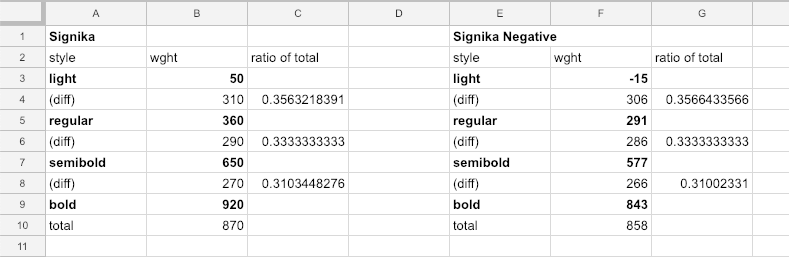 A B C D E F G
1 Signika Signika Negative
2 style wght ratio of total style wght ratio of total
3 light 50 light -15
4 (diff) 310 0.3563218391 (diff) 306 0.3566433566
5 regular 360 regular 291
6 (diff) 290 0.3333333333 (diff) 286 0.3333333333
7 semibold 650 semibold 577
8 (diff) 270 0.3103448276 (diff) 266 0.31002331
9 bold 920 bold 843
10 total 870 total 858
11